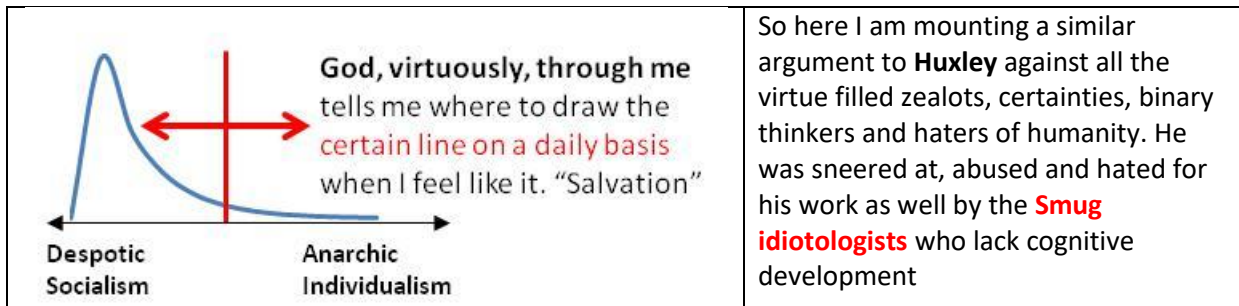 God, virtuously, through me
tells me where to draw the
certain line on a daily basis
when I feel like it. “Salvation”
Despotic
Socialism
Anarchic
Individualism
So here I am mounting a similar
argument to Huxley against all the
virtue filled zealots, certainties, binary
thinkers and haters of humanity. He
was sneered at, abused and hated for
his work as well by the Smug
idiotologists who lack cognitive
development